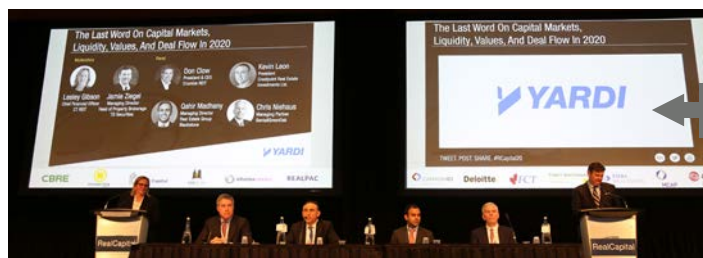 The Last Word On Capital Markets,
Liquidity, Values, And Deal Flow In 2020
Moderators
Panel
Lesley Gibson
Chief Financial Officer
CT REIT
Jamie Ziegel
Managing Director
Head of Property Brokerage
TD Securities
Don Clow
President & CEO
Crombie REIT
Kevin Leon
President
Crestpoint Real Estate
Investments Ltd.
Qahir Madhany
Managing Director
Real Estate Group
Blackstone
Chris Niehaus
Managing Partner
BentallGreenOak
YARDI
CBRE
REALPAC
RealCapital
The Last Word On Capital Markets,
Liquidity, Values, And Deal Flow In 2020
YARDI
TWEET. POST. SHARE.
Deloitte
FCT
MCAP
RealCapital